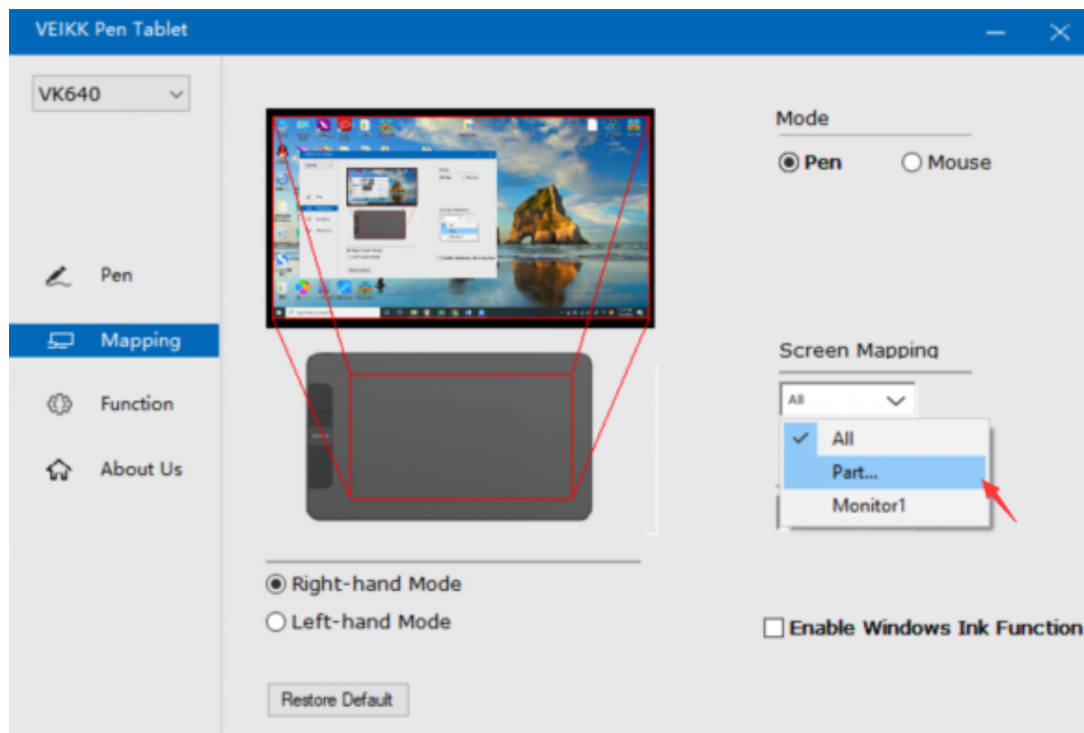 VEIKK Pen Tablet
VK640
Pen
Mapping
Function
About Us
Right-hand Mode
Left-hand Mode
Restore Default
Mode
Pen
Mouse
Screen Mapping
All
All
Part...
Monitor1
Enable Windows Ink Function